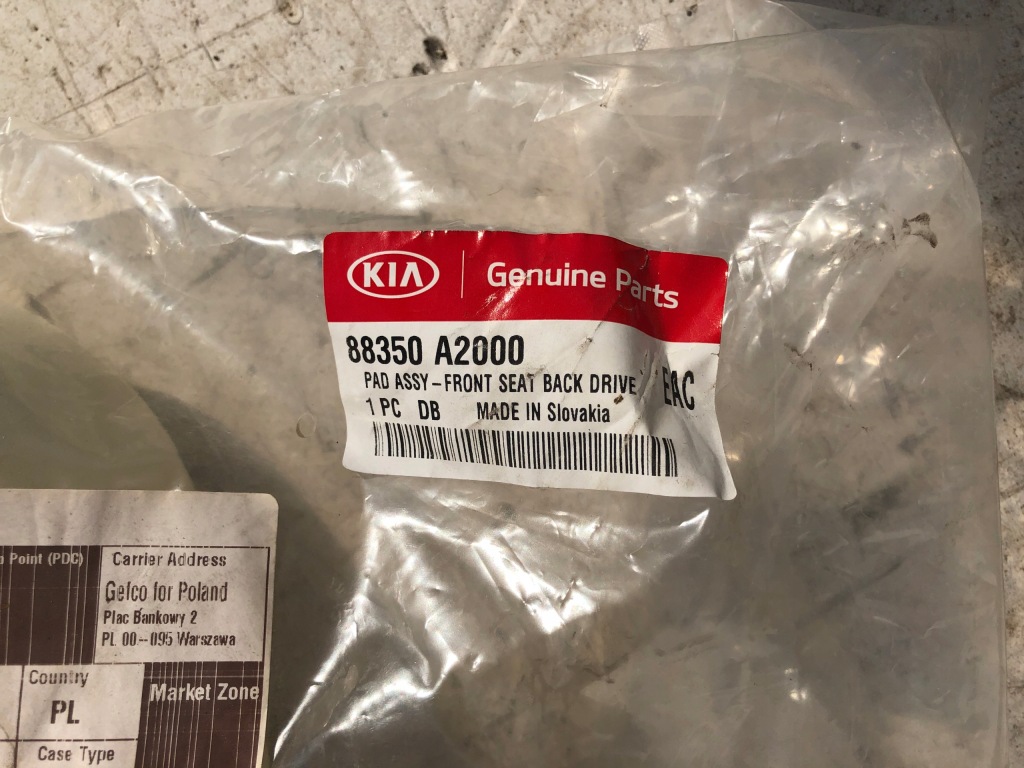 KIA Genuine Parts
88350 A2000
PAD ASSY-FRONT SEAT BACK DRIVE
EAC
1 PC DB MADE IN Slovakia
Point (PDC)
Carrier Address
Gefco for Poland
Plac Bankowy 2
PL 00-095 Warszawa
Country
PL
Market Zone
Case Type